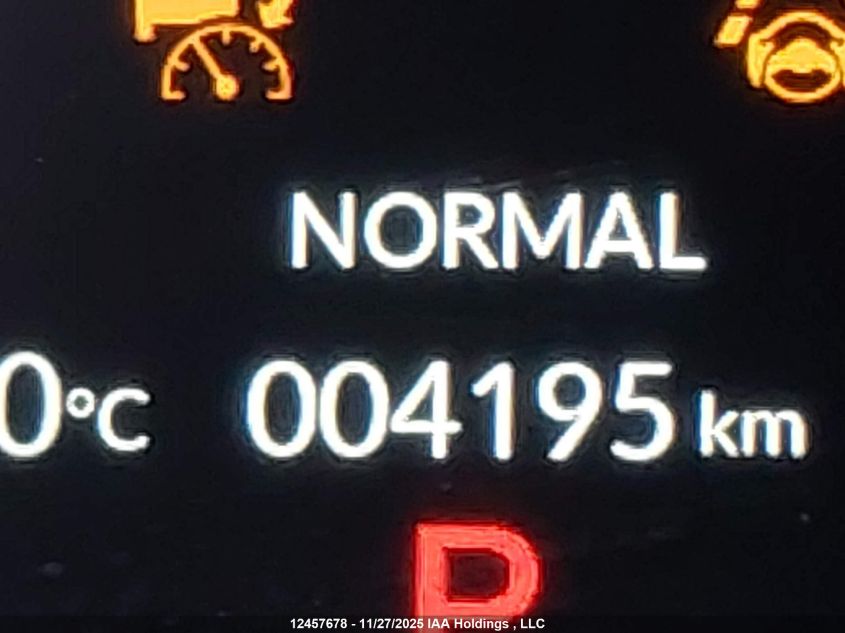 NORMAL
0°C 004195 km
P
12457678 - 11/27/2025 IAA Holdings , LLC